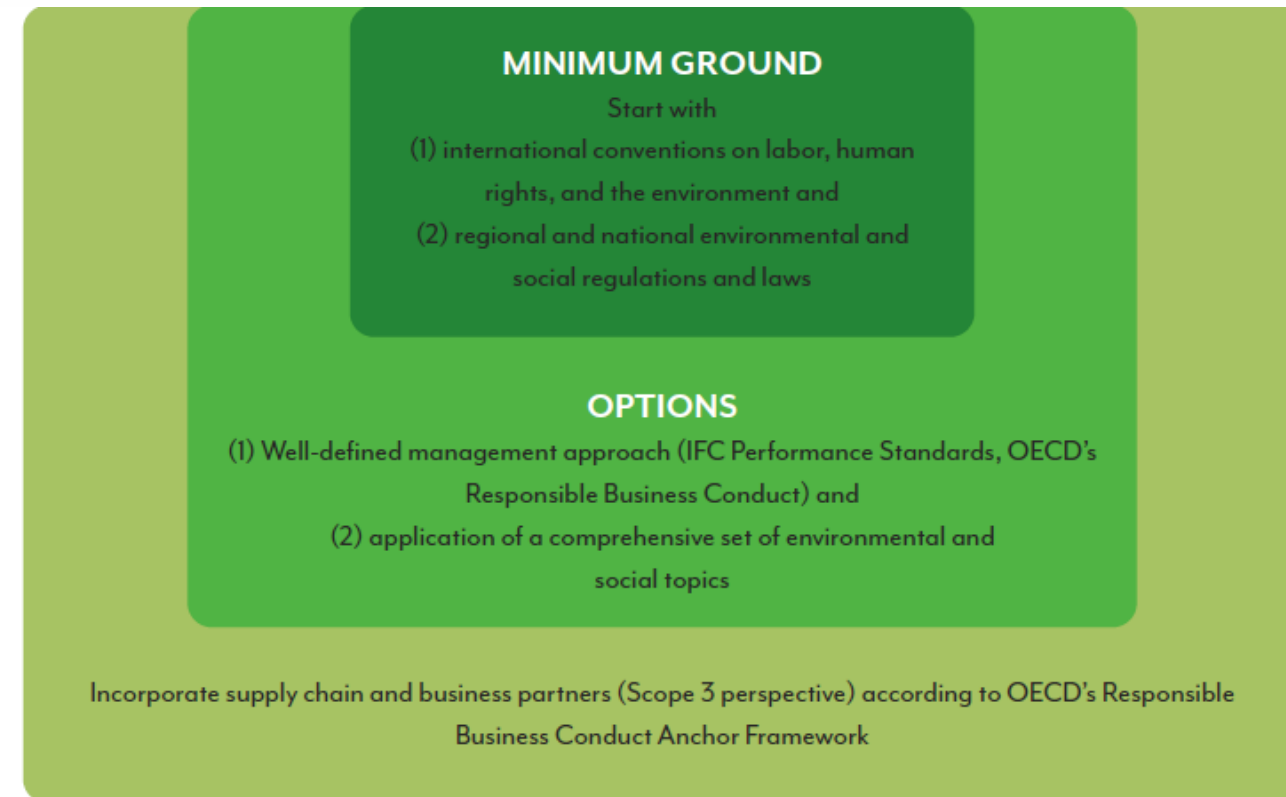 MINIMUM GROUND
Start with
(1) international conventions on labor, human
rights, and the environment and
(2) regional and national environmental and
social regulations and laws
OPTIONS
(1) Well-defined management approach (IFC Performance Standards, OECD’s
Responsible Business Conduct) and
(2) application of a comprehensive set of environmental and
social topics
Incorporate supply chain and business partners (Scope 3 perspective) according to OECD’s Responsible
Business Conduct Anchor Framework